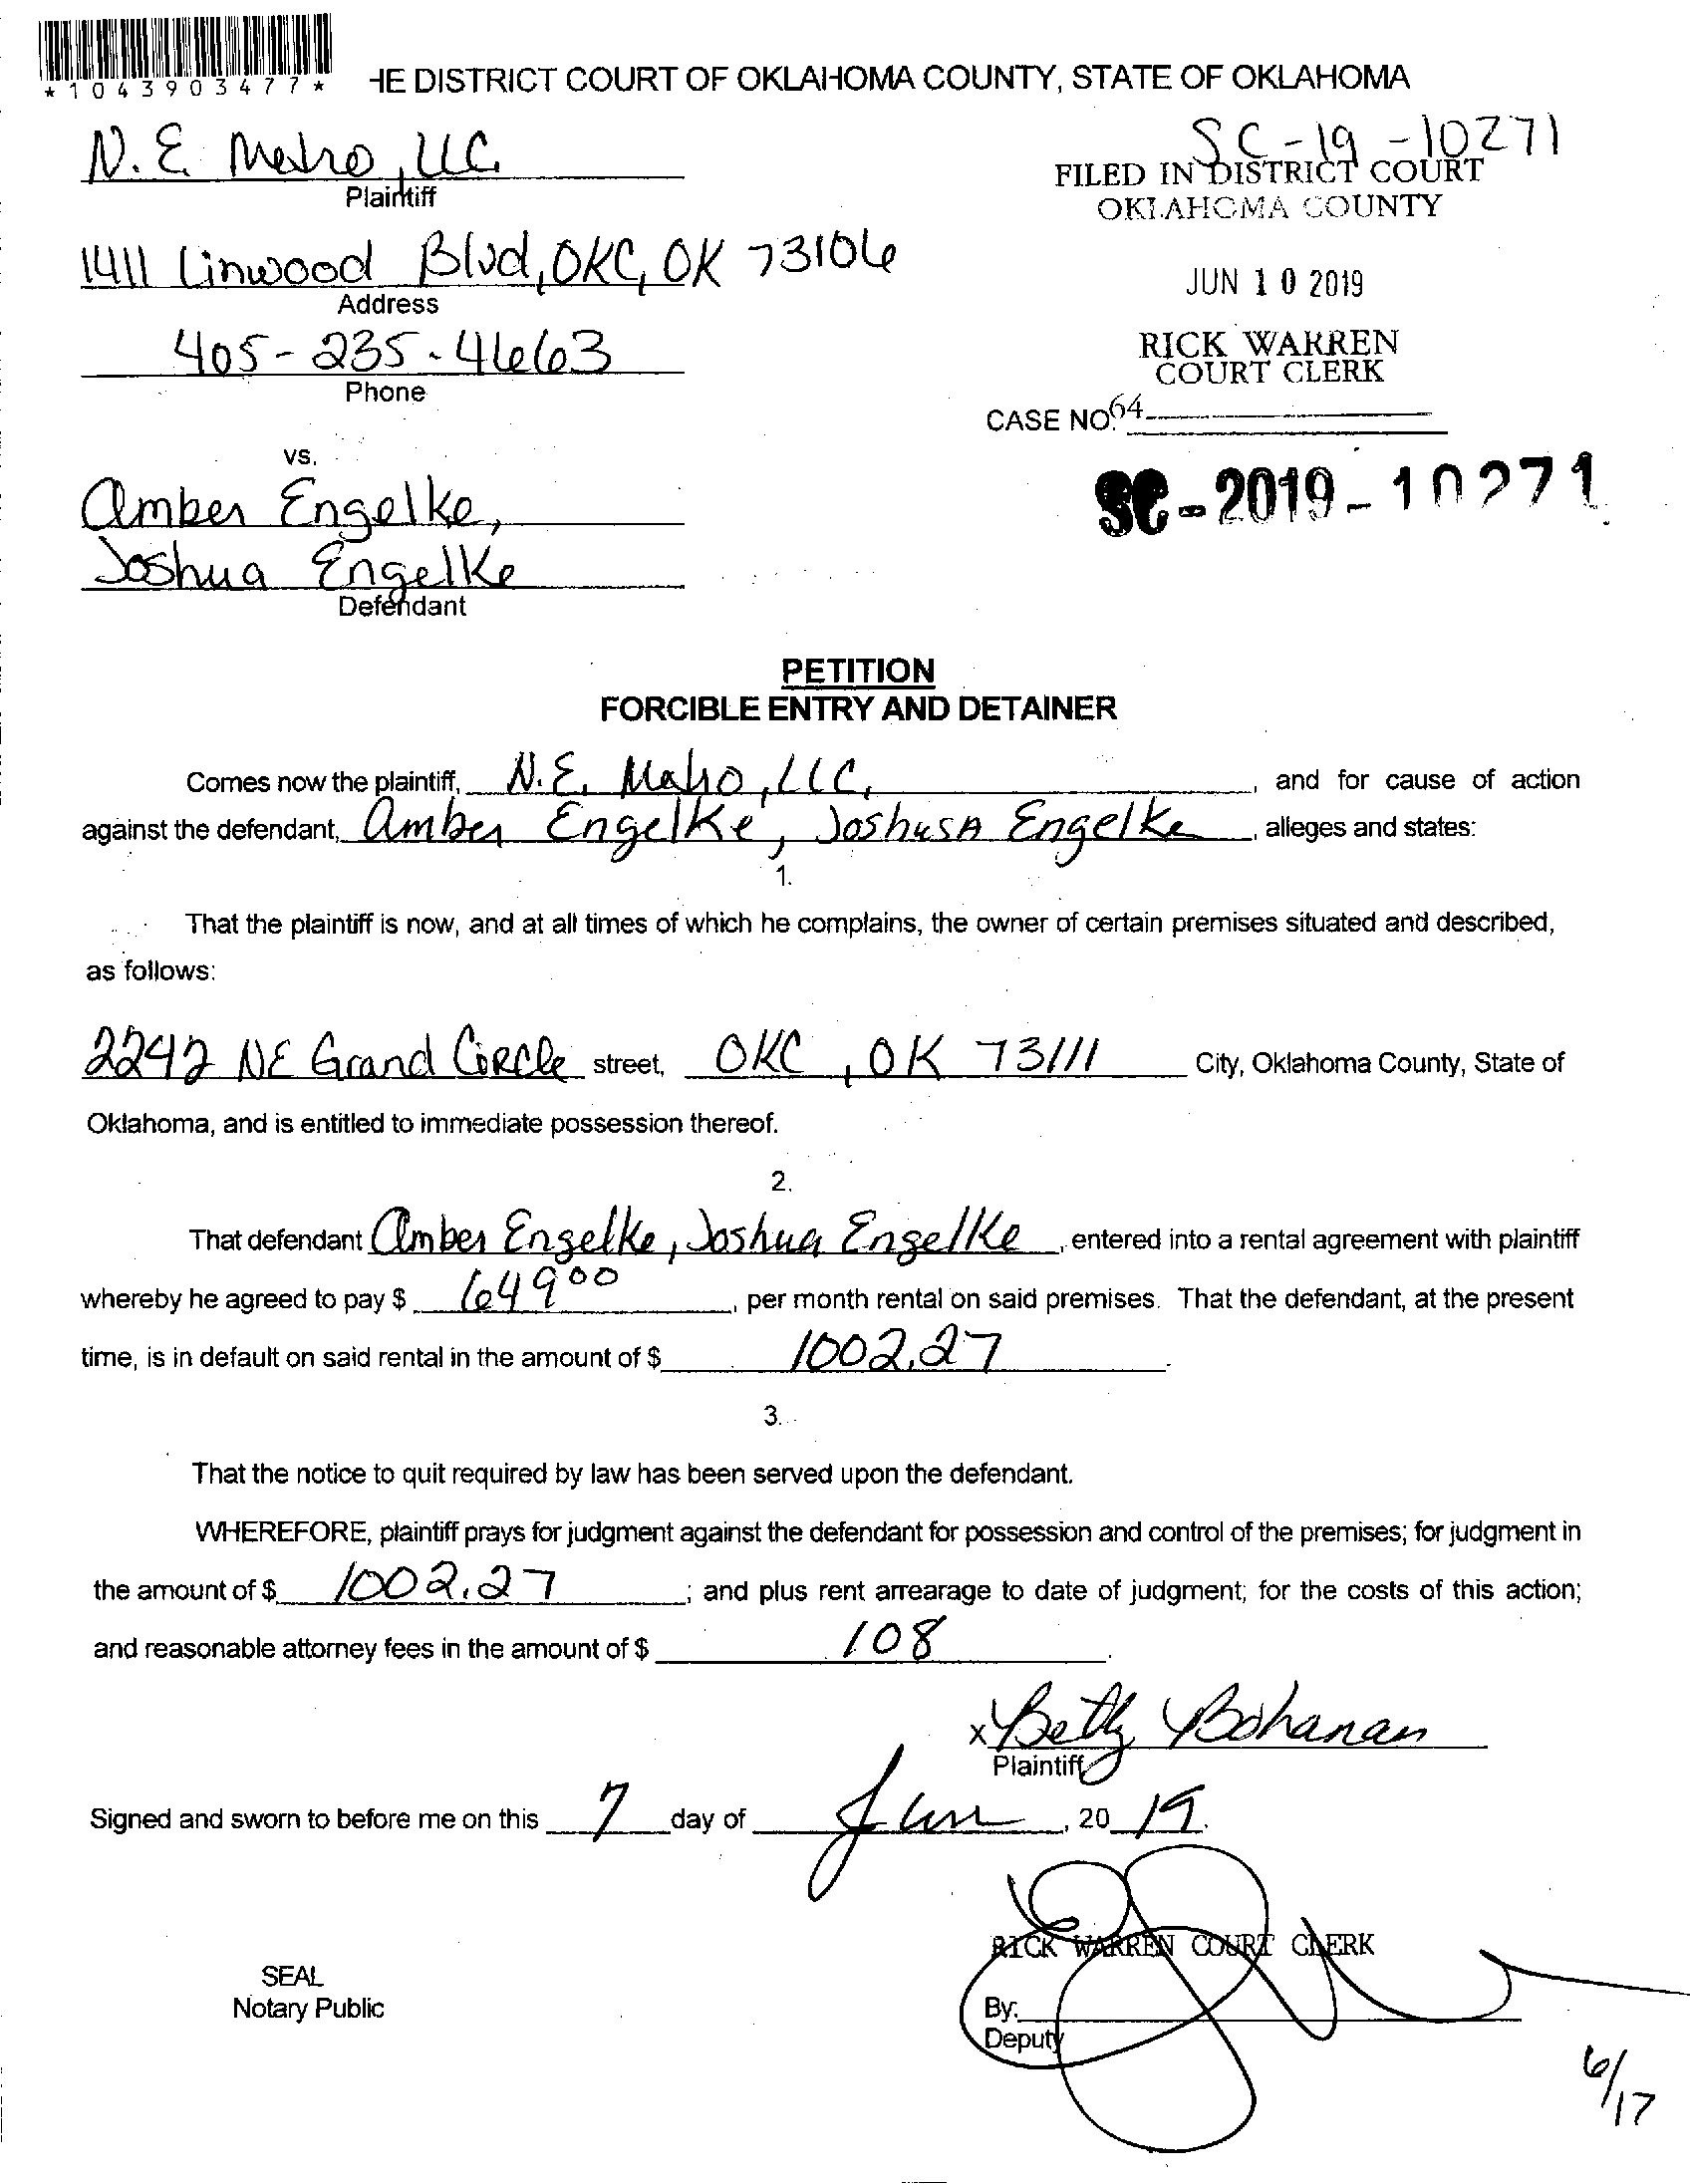 *1043903477*
HE DISTRICT COURT OF OKLAHOMA COUNTY, STATE OF OKLAHOMA
SC-19-10271
N. E. Metro, LLC.
Plaintiff
FILED IN DISTRICT COURT
OKLAHOMA COUNTY
1411 Linwood Blvd, OKC, OK 73106
Address
JUN 10 2019
405-235-4663
Phone
RICK WARREN
COURT CLERK
CASE NO. 64
vs.
SC-2019-10271
Amber Engelke,
Joshua Engelke
Defendant
PETITION
FORCIBLE ENTRY AND DETAINER
Comes now the plaintiff, N.E. Metro, LLC, , and for cause of action
against the defendant, Amber Engelke, Joshusa Engelke , alleges and states:
1.
That the plaintiff is now, and at all times of which he complains, the owner of certain premises situated and described,
as follows:
2242 NE Grand Circle street, OKC, OK 73111 City, Oklahoma County, State of
Oklahoma, and is entitled to immediate possession thereof.
2.
That defendant Amber Engelke, Joshua Engelke , entered into a rental agreement with plaintiff
whereby he agreed to pay $ 649 00 , per month rental on said premises. That the defendant, at the present
time, is in default on said rental in the amount of $ 1002.27 .
3.
That the notice to quit required by law has been served upon the defendant.
WHEREFORE, plaintiff prays for judgment against the defendant for possession and control of the premises; for judgment in
the amount of $ 1002.27 ; and plus rent arrearage to date of judgment; for the costs of this action;
and reasonable attorney fees in the amount of $ 108 .
x Betty Bohanan
Plaintiff
Signed and sworn to before me on this 7 day of Jun , 20 19.
RICK WARREN COURT CLERK
SEAL
Notary Public
By:
Deputy
6/17